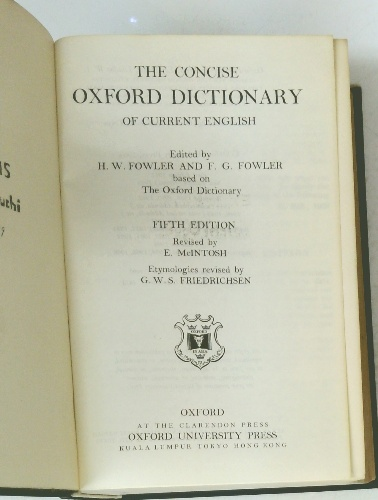 THE CONCISE
OXFORD DICTIONARY
OF CURRENT ENGLISH
Edited by
H. W. FOWLER AND F. G. FOWLER
based on
The Oxford Dictionary
FIFTH EDITION
Revised by
E. McINTOSH
Etymologies revised by
G. W. S. FRIEDRICHSEN
OXFORD
AT THE CLARENDON PRESS
OXFORD UNIVERSITY PRESS
KUALA LUMPUR TOKYO HONG KONG